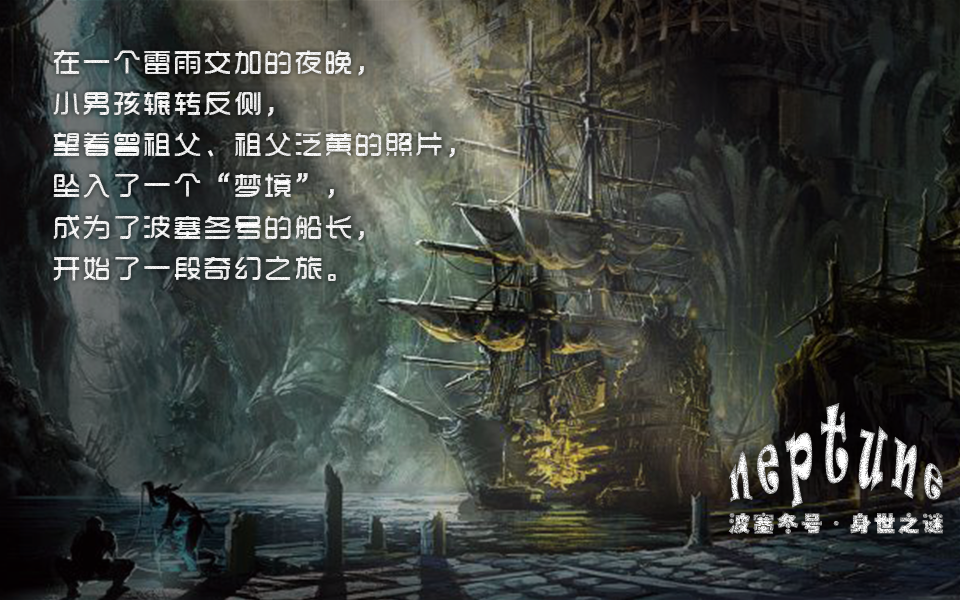 在一个雷雨交加的夜晚，
小男孩辗转反侧，
望着曾祖父、祖父泛黄的照片，
坠入了一个“梦境”，
成为了波塞冬号的船长，
开始了一段奇幻之旅。
neptune
波塞冬号·身世之谜